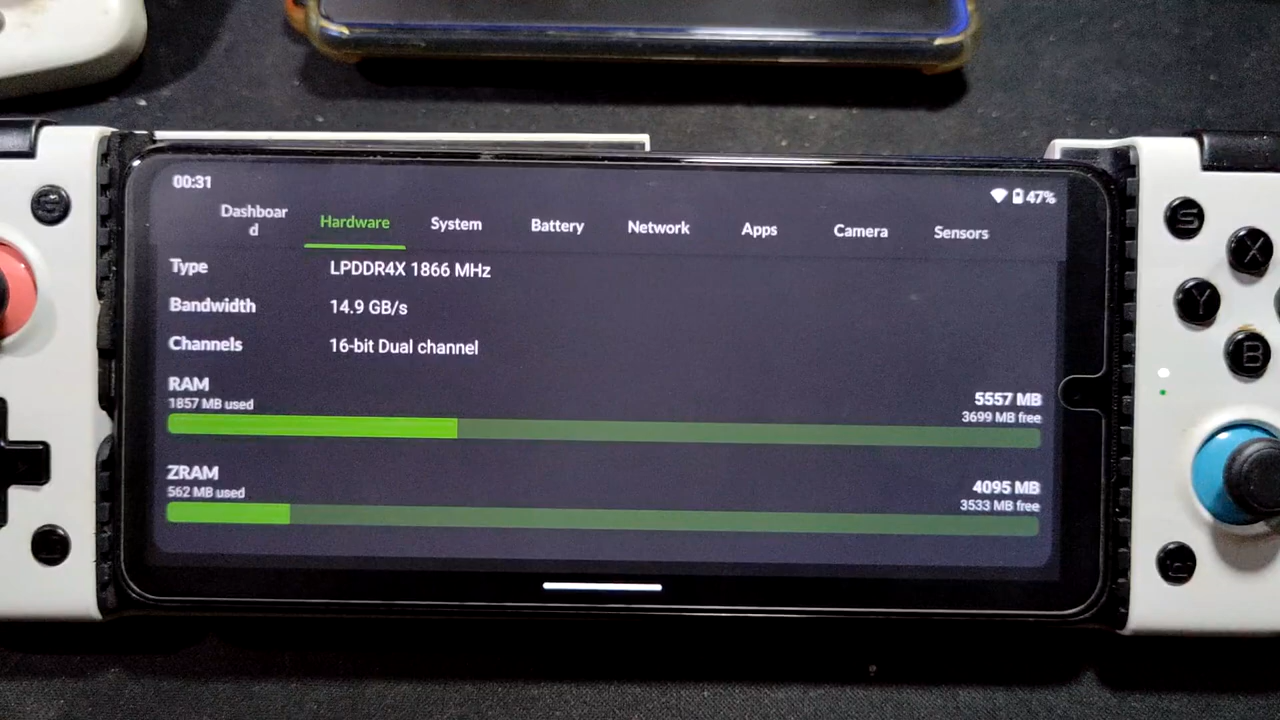 00:31
47%
Dashboar
d
Hardware
System
Battery
Network
Apps
Camera
Sensors
Type
LPDDR4X 1866 MHz
Bandwidth
14.9 GB/s
Channels
16-bit Dual channel
RAM
1857 MB used
5557 MB
3699 MB free
ZRAM
562 MB used
4095 MB
3533 MB free
S
X
Y
B